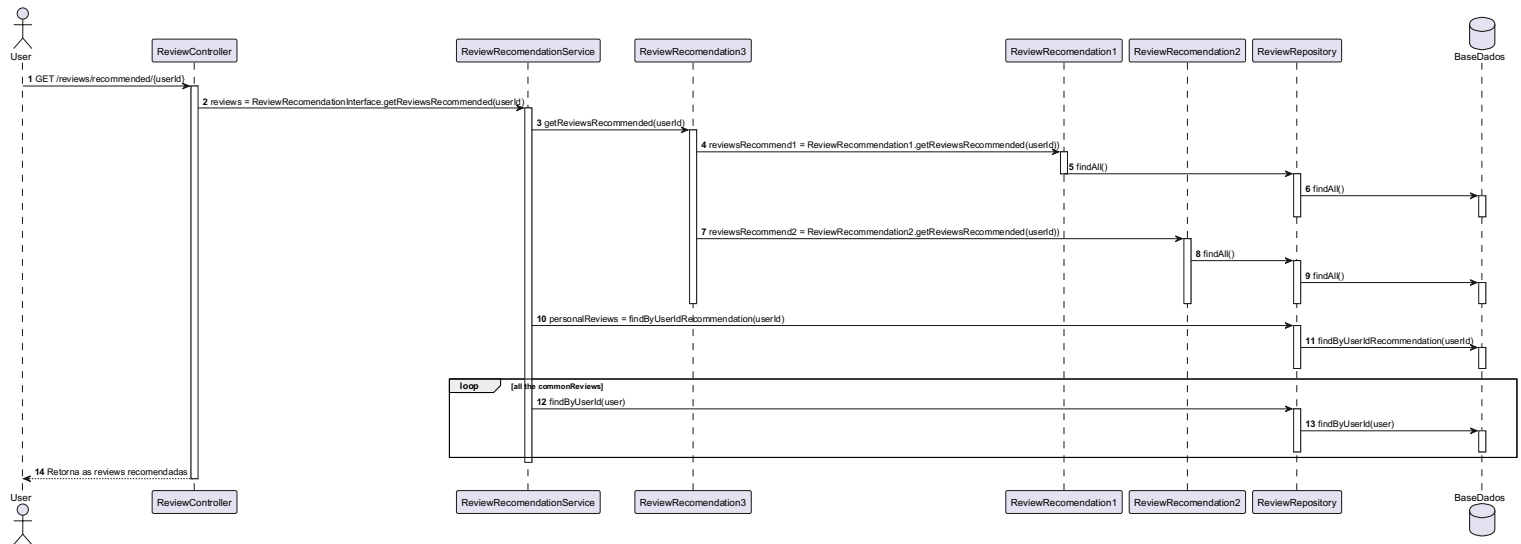 User
ReviewController
ReviewRecomendationService
ReviewRecomendation3
ReviewRecomendation1
ReviewRecomendation2
ReviewRepository
BaseDados
1 GET /reviews/recommended/{userId}
2 reviews = ReviewRecomendationInterface.getReviewsRecommended(userId)
3 getReviewsRecommended(userId)
4 reviewsRecommend1 = ReviewRecommendation1.getReviewsRecommended(userId))
5 findAll()
6 findAll()
7 reviewsRecommend2 = ReviewRecommendation2.getReviewsRecommended(userId))
8 findAll()
9 findAll()
10 personalReviews = findByUserIdRecommendation(userId)
11 findByUserIdRecommendation(userId)
loop [all the commonReviews]
12 findByUserId(user)
13 findByUserId(user)
14 Retorna as reviews recomendadas
User
ReviewController
ReviewRecomendationService
ReviewRecomendation3
ReviewRecomendation1
ReviewRecomendation2
ReviewRepository
BaseDados